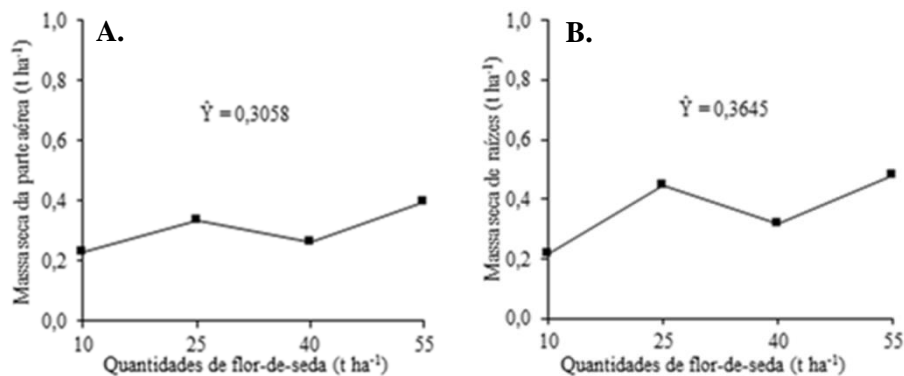 A.
Massa seca da parte aérea (t ha⁻¹)
1,0
0,8
0,6
0,4
0,2
0,0
Ŷ = 0,3058
10 25 40 55
Quantidades de flor-de-seda (t ha⁻¹)
B.
Massa seca de raízes (t ha⁻¹)
1,0
0,8
0,6
0,4
0,2
0,0
Ŷ = 0,3645
10 25 40 55
Quantidades de flor-de-seda (t ha⁻¹)